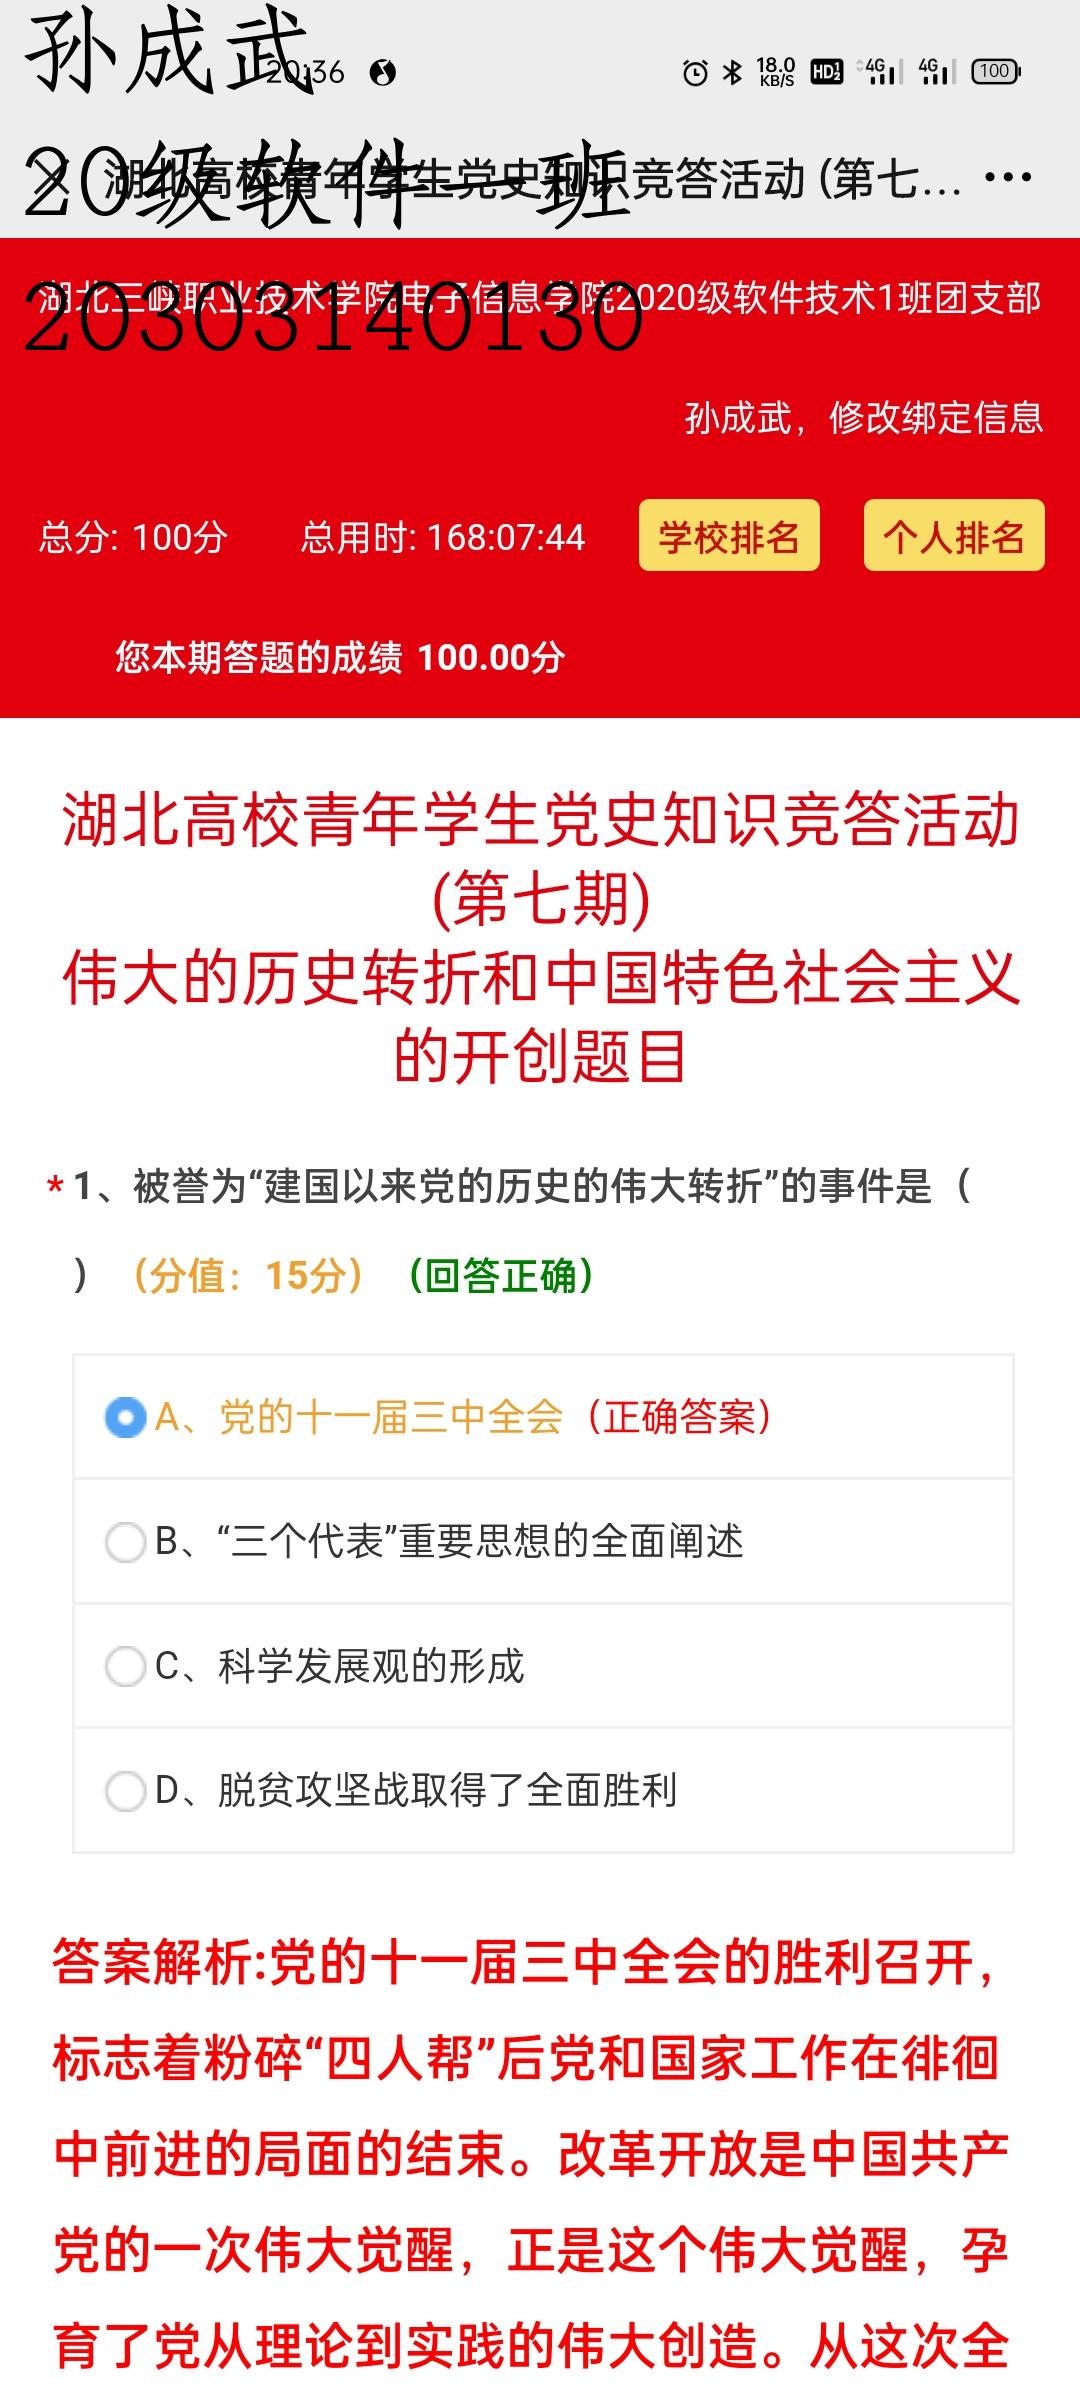 孙成武
20:36
18.0 KB/S HD 4G 4G 100
20级软件一班
湖北高校青年学生党史知识竞答活动 (第七...
湖北三峡职业技术学院电子信息学院2020级软件技术1班团支部
20303140130
孙成武，修改绑定信息
总分: 100分 总用时: 168:07:44 学校排名 个人排名
您本期答题的成绩 100.00分
湖北高校青年学生党史知识竞答活动
(第七期)
伟大的历史转折和中国特色社会主义
的开创题目
* 1、被誉为“建国以来党的历史的伟大转折”的事件是（
）（分值：15分）（回答正确）
A、党的十一届三中全会（正确答案）
B、“三个代表”重要思想的全面阐述
C、科学发展观的形成
D、脱贫攻坚战取得了全面胜利
答案解析:党的十一届三中全会的胜利召开，
标志着粉碎“四人帮”后党和国家工作在徘徊
中前进的局面的结束。改革开放是中国共产
党的一次伟大觉醒，正是这个伟大觉醒，孕
育了党从理论到实践的伟大创造。从这次全